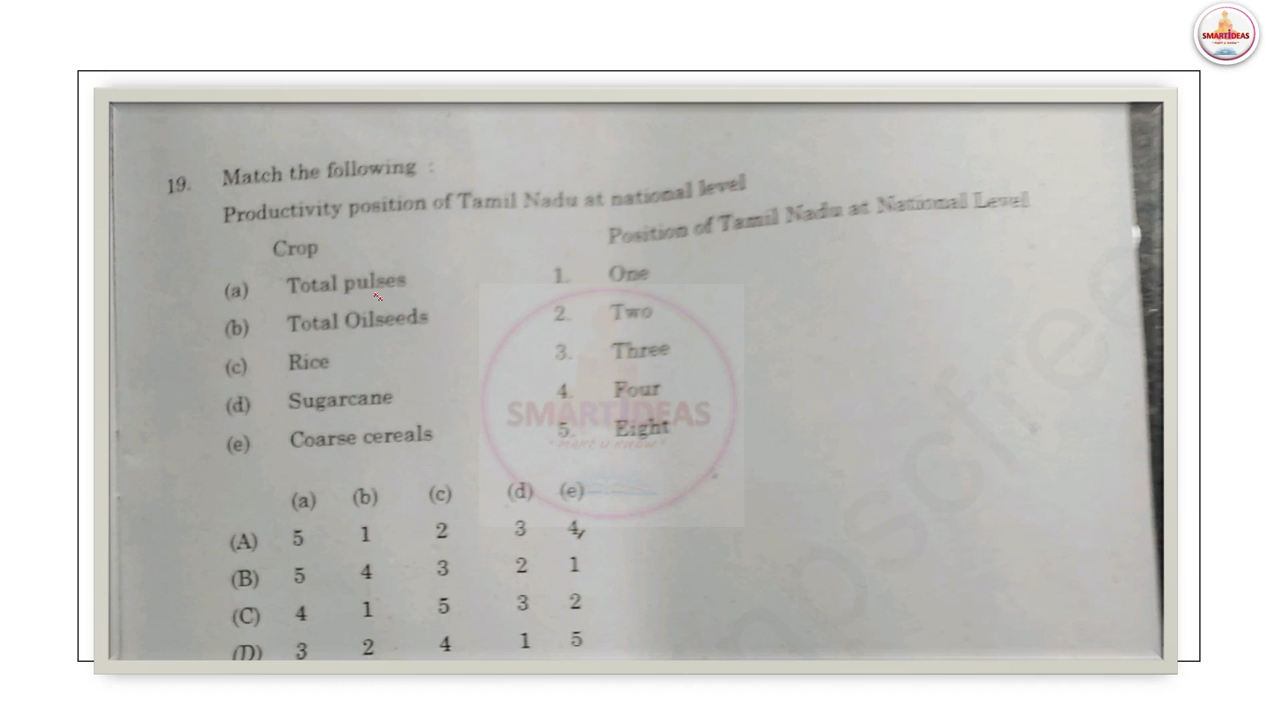 SMARTIDEAS
19. Match the following :
Productivity position of Tamil Nadu at national level
Crop Position of Tamil Nadu at National Level
(a) Total pulses 1. One
(b) Total Oilseeds 2. Two
(c) Rice 3. Three
(d) Sugarcane 4. Four
(e) Coarse cereals 5. Eight
SMARTIDEAS
(a) (b) (c) (d) (e)
(A) 5 1 2 3 4
(B) 5 4 3 2 1
(C) 4 1 5 3 2
(D) 3 2 4 1 5